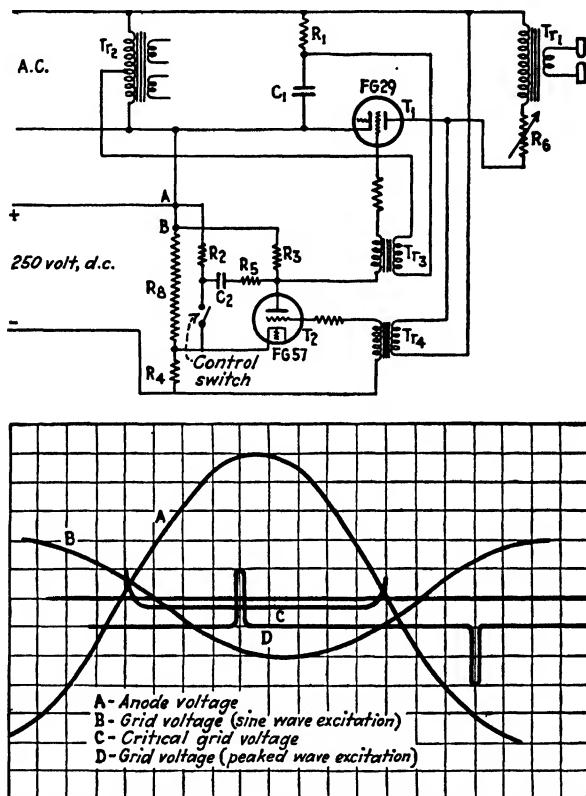 Tr2
R1
Tr1
A.C.
C1
FG29
T1
R6
A
+
B
R2
R3
Tr3
250 volt, d.c.
R8
C2
R5
T2
Tr4
-
R4
Control
switch
FG57
A
B
C
D
A- Anode voltage
B- Grid voltage (sine wave excitation)
C- Critical grid voltage
D- Grid voltage (peaked wave excitation)